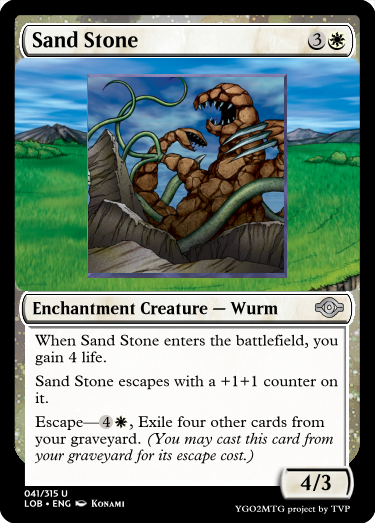 Sand Stone 3
Enchantment Creature — Wurm
When Sand Stone enters the battlefield, you
gain 4 life.
Sand Stone escapes with a +1+1 counter on
it.
Escape—4, Exile four other cards from
your graveyard. (You may cast this card from
your graveyard for its escape cost.)
4/3
041/315 U
LOB • ENG KONAMI
YGO2MTG project by TVP